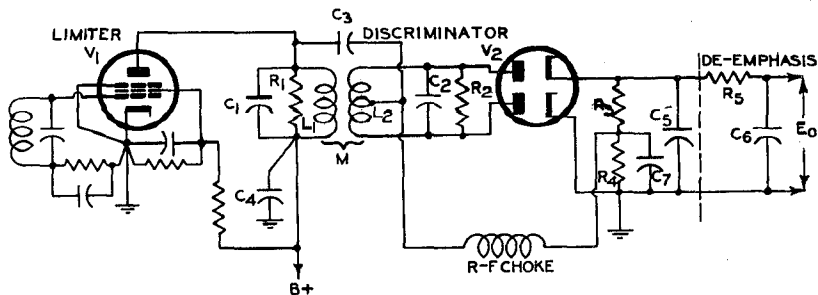 LIMITER
V1
C3
DISCRIMINATOR
V2
DE-EMPHASIS
R1
C1
L1
L2
C2
R2
R3
C5
R5
C6
E0
M
C4
R4
C7
R-F CHOKE
B+